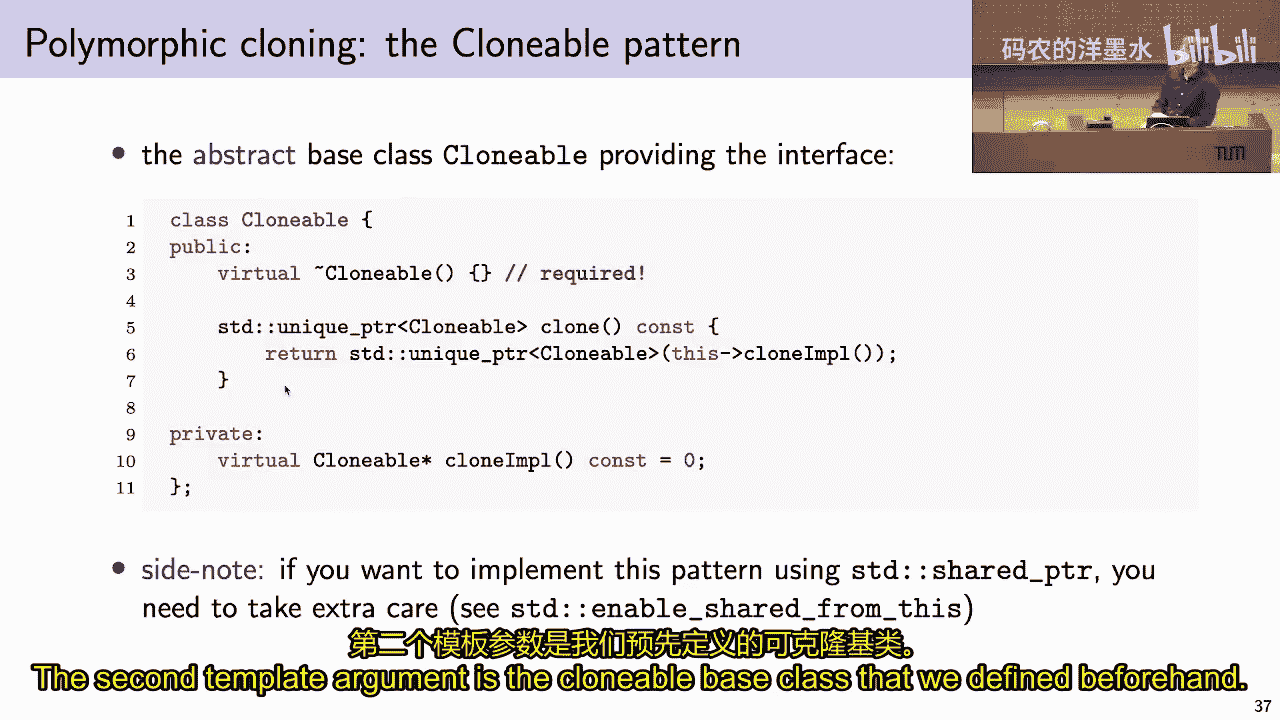 Polymorphic cloning: the Cloneable pattern
码农的洋墨水 bilibili
TUM
• the abstract base class Cloneable providing the interface:
1 class Cloneable {
2 public:
3 virtual ~Cloneable() {} // required!
4
5 std::unique_ptr<Cloneable> clone() const {
6 return std::unique_ptr<Cloneable>(this->cloneImpl());
7 }
8
9 private:
10 virtual Cloneable* cloneImpl() const = 0;
11 };
• side-note: if you want to implement this pattern using std::shared_ptr, you
need to take extra care (see std::enable_shared_from_this)
第二个模板参数是我们预先定义的可克隆基类。
The second template argument is the cloneable base class that we defined beforehand.
37